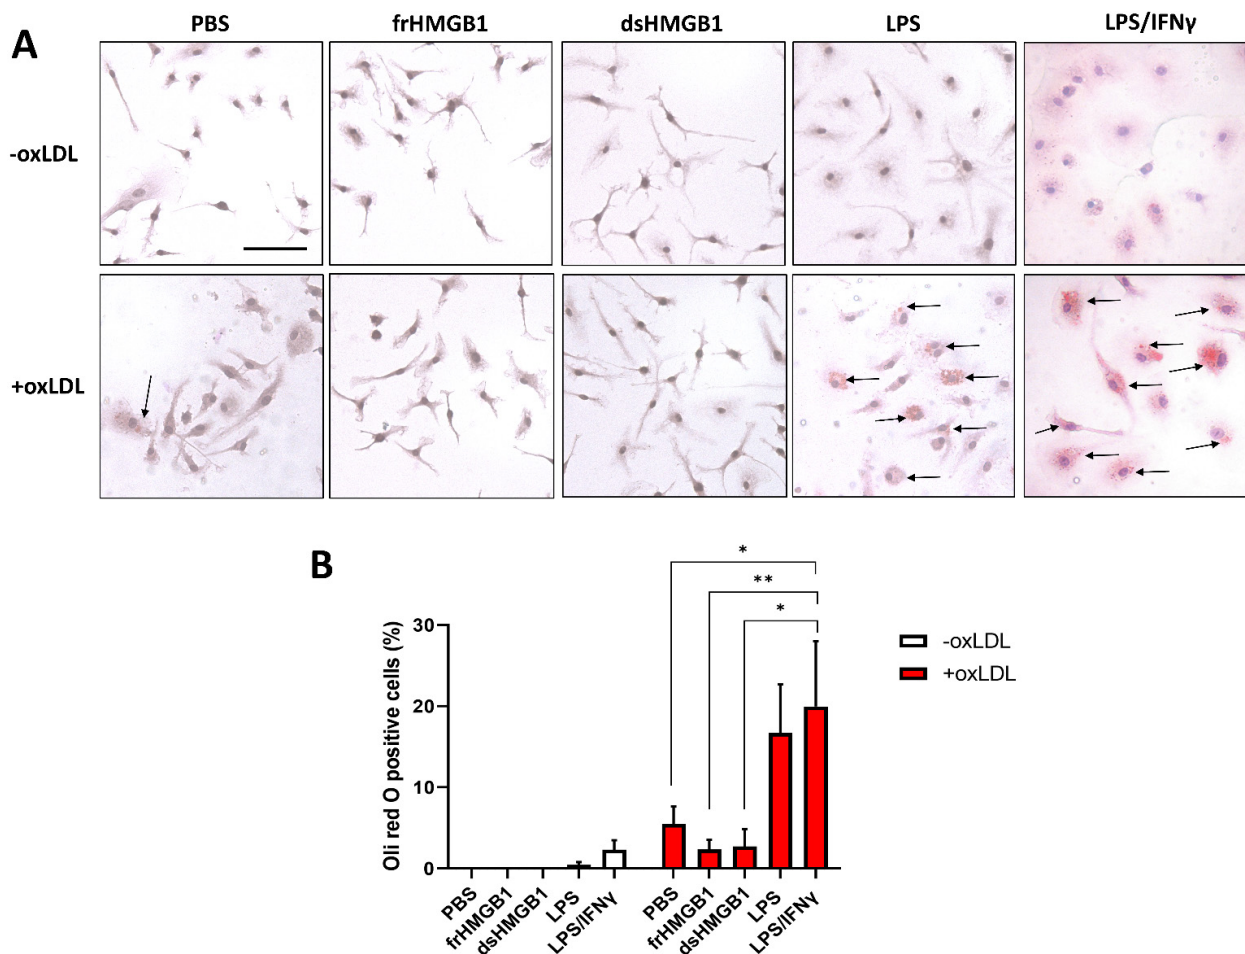 A
PBS
frHMGB1
dsHMGB1
LPS
LPS/IFNγ
-oxLDL
+oxLDL
B
*
**
*
Oli red O positive cells (%)
30
20
10
0
-oxLDL
+oxLDL
PBS
frHMGB1
dsHMGB1
LPS
LPS/IFNγ
PBS
frHMGB1
dsHMGB1
LPS
LPS/IFNγ